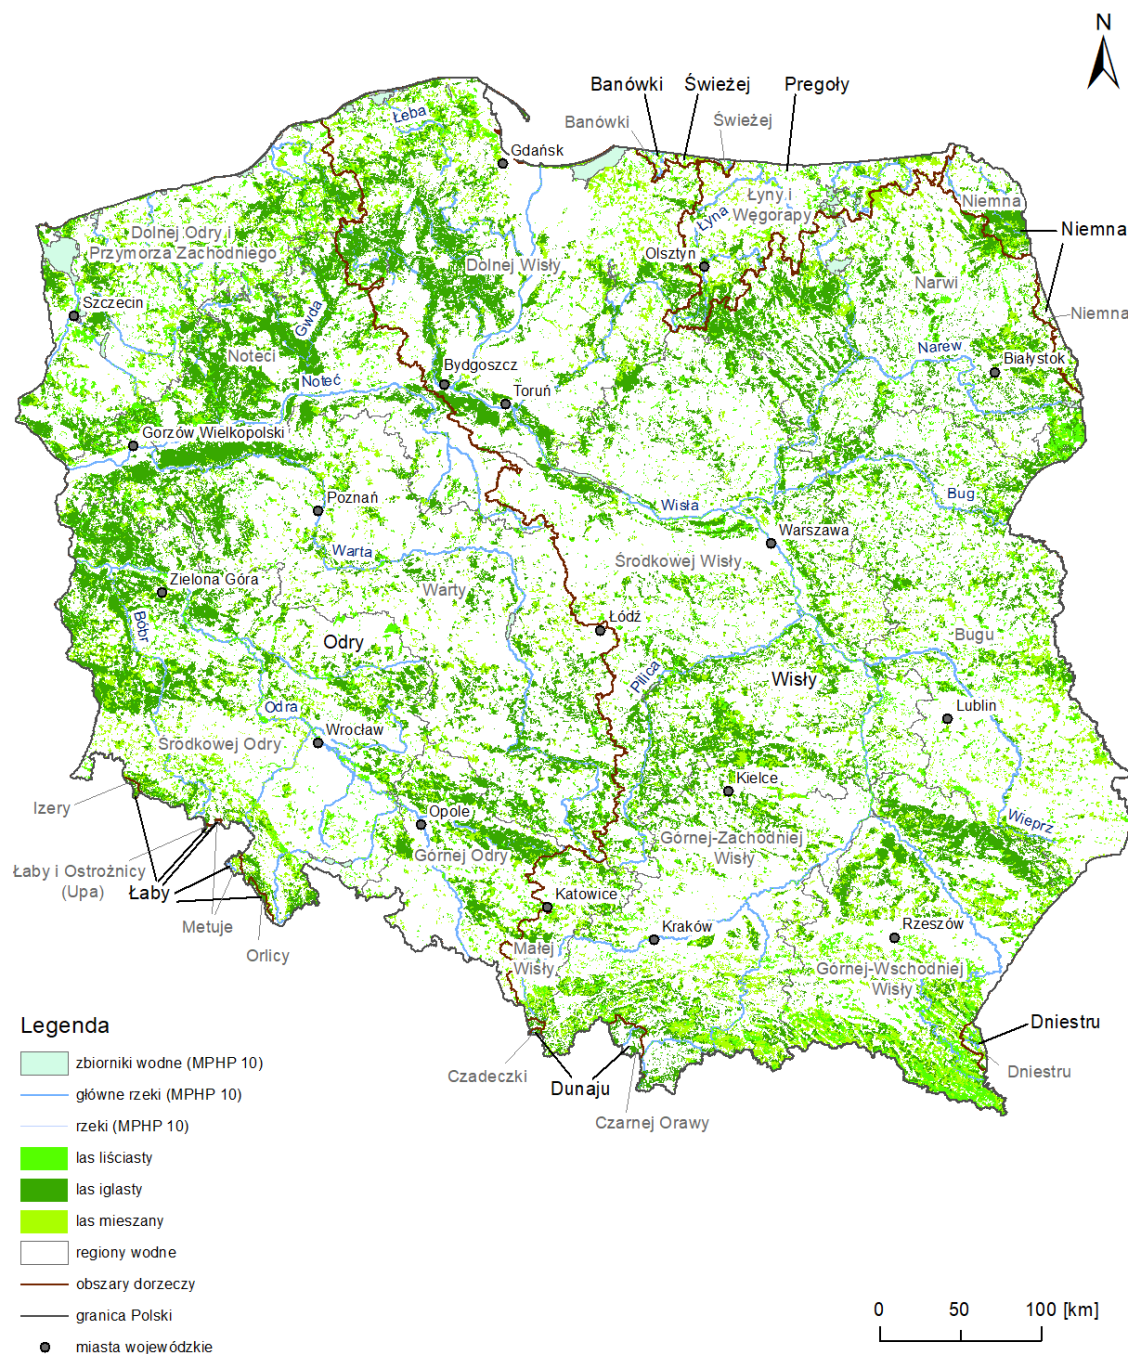 N
Banówki
Świeżej
Pregoły
Banówki
Świeżej
Łeba
Gdańsk
Łyny i
Węgorapy
Niemna
Łyna
Niemna
Dolnej Odry i
Przymorza Zachodniego
Olsztyn
Dolnej Wisły
Narwi
Szczecin
Gwda
Niemna
Noteci
Narew
Białystok
Bydgoszcz
Noteć
Toruń
Gorzów Wielkopolski
Poznań
Wisła
Bug
Warszawa
Warta
Środkowej Wisły
Zielona Góra
Warty
Bóbr
Łódź
Odry
Bugu
Pilica
Wisły
Odra
Lublin
Wrocław
Środkowej Odry
Kielce
Izery
Opole
Wieprz
Górnej-Zachodniej
Wisły
Górnej Odry
Łaby i Ostrożnicy
(Upa)
Łaby
Katowice
Metuje
Kraków
Rzeszów
Orlicy
Małej
Wisły
Górnej-Wschodniej
Wisły
Dniestru
Dniestru
Czadeczki
Dunaju
Czarnej Orawy
Legenda
zbiorniki wodne (MPHP 10)
główne rzeki (MPHP 10)
rzeki (MPHP 10)
las liściasty
las iglasty
las mieszany
regiony wodne
obszary dorzeczy
granica Polski
miasta wojewódzkie
0 50 100 [km]